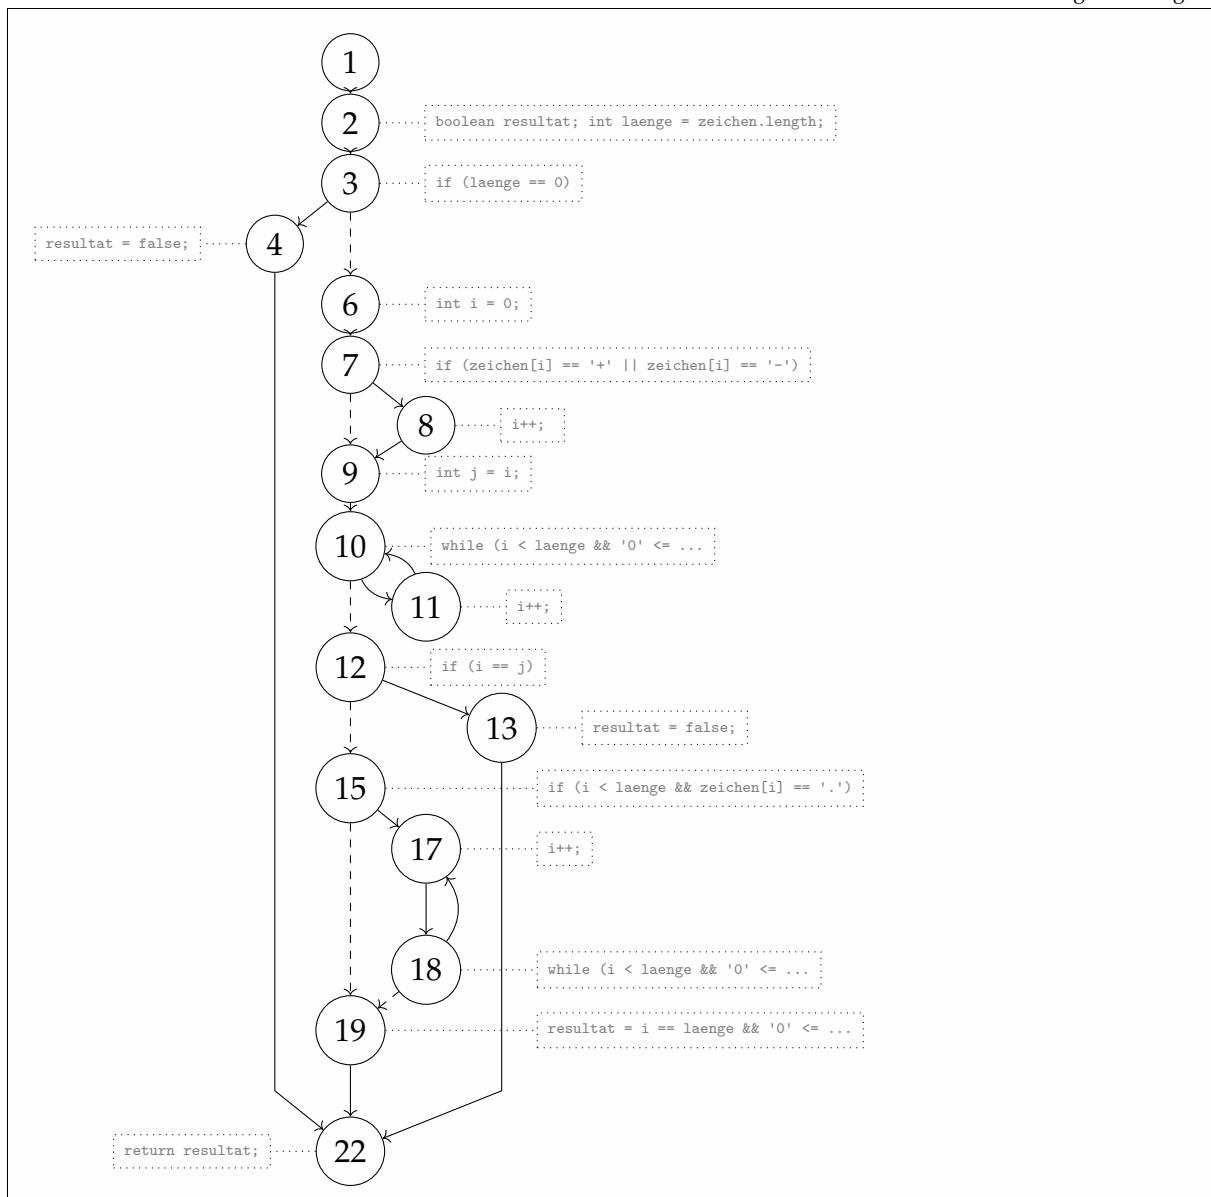 1
2
boolean resultat; int laenge = zeichen.length;
3
if (laenge == 0)
resultat = false;
4
6
int i = 0;
7
if (zeichen[i] == '+' || zeichen[i] == '-')
8
i++;
9
int j = i;
10
while (i < laenge && '0' <= ...
11
i++;
12
if (i == j)
13
resultat = false;
15
if (i < laenge && zeichen[i] == '.')
17
i++;
18
while (i < laenge && '0' <= ...
19
resultat = i == laenge && '0' <= ...
return resultat;
22